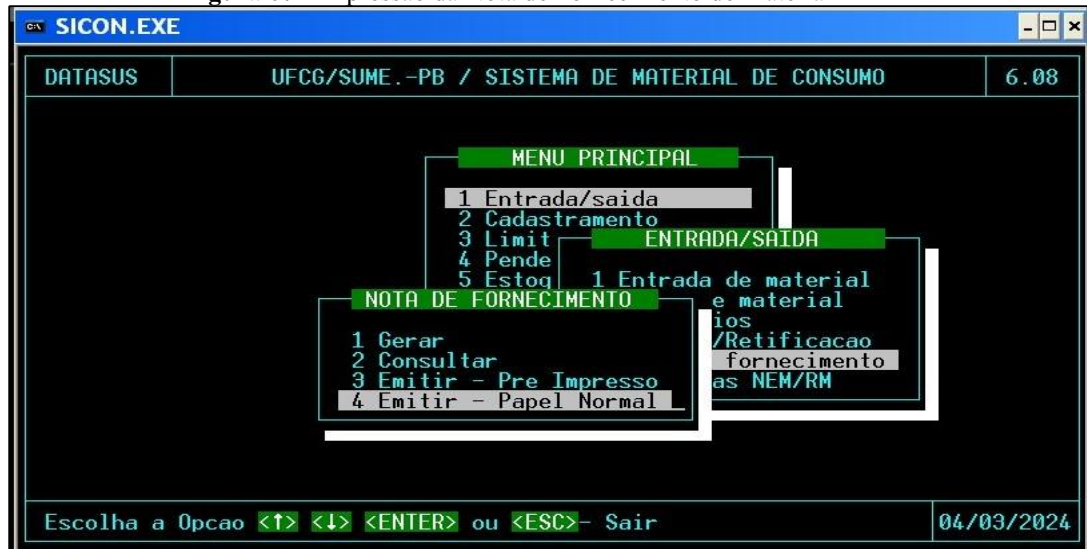 SICON.EXE
DATASUS
UFCG/SUME.-PB / SISTEMA DE MATERIAL DE CONSUMO
6.08
MENU PRINCIPAL
1 Entrada/saida
2 Cadastramento
3 Limit
4 Pende
5 Estoq
ENTRADA/SAIDA
1 Entrada de material
e material
ios
/Retificacao
fornecimento
as NEM/RM
NOTA DE FORNECIMENTO
1 Gerar
2 Consultar
3 Emitir - Pre Impresso
4 Emitir - Papel Normal _
Escolha a Opcao <↑> <↓> <ENTER> ou <ESC>- Sair
04/03/2024